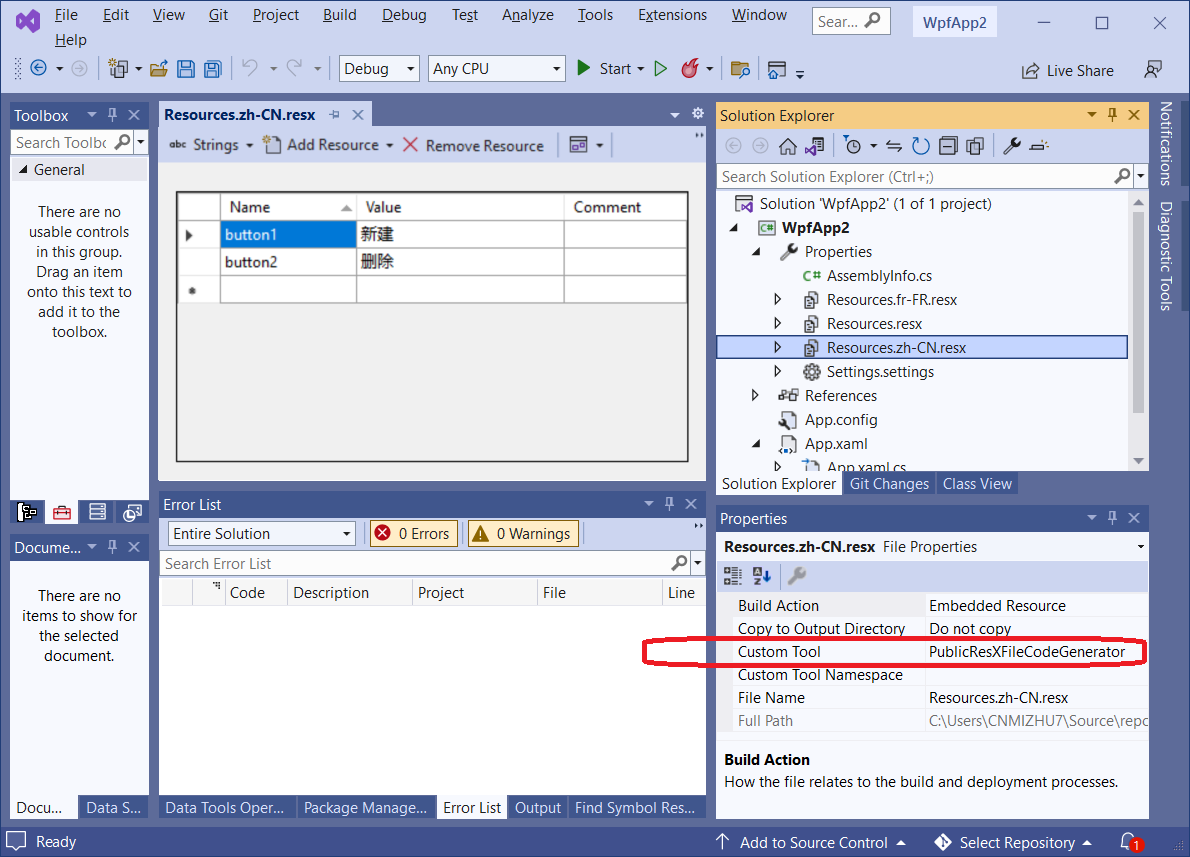 File Edit View Git Project Build Debug Test Analyze Tools Extensions Window Sear... WpfApp2
Help
Debug Any CPU Start Live Share
Toolbox
Search Toolbo
General
There are no
usable controls
in this group.
Drag an item
onto this text to
add it to the
toolbox.
Docume...
There are no
items to show for
the selected
document.
Docu... Data S...
Resources.zh-CN.resx
abc Strings Add Resource Remove Resource
Name Value Comment
button1 新建
button2 删除
Error List
Entire Solution 0 Errors 0 Warnings
Search Error List
Code Description Project File Line
Data Tools Oper... Package Manage... Error List Output Find Symbol Res...
Solution Explorer
Search Solution Explorer (Ctrl+;)
Solution 'WpfApp2' (1 of 1 project)
C# WpfApp2
Properties
C# AssemblyInfo.cs
Resources.fr-FR.resx
Resources.resx
Resources.zh-CN.resx
Settings.settings
References
App.config
App.xaml
App.xaml.cs
Solution Explorer Git Changes Class View
Properties
Resources.zh-CN.resx File Properties
Build Action Embedded Resource
Copy to Output Directory Do not copy
Custom Tool PublicResXFileCodeGenerator
Custom Tool Namespace
File Name Resources.zh-CN.resx
Full Path C:\Users\CNMIZHU7\Source\repo
Build Action
How the file relates to the build and deployment processes.
Notifications
Diagnostic Tools
Ready Add to Source Control Select Repository 1